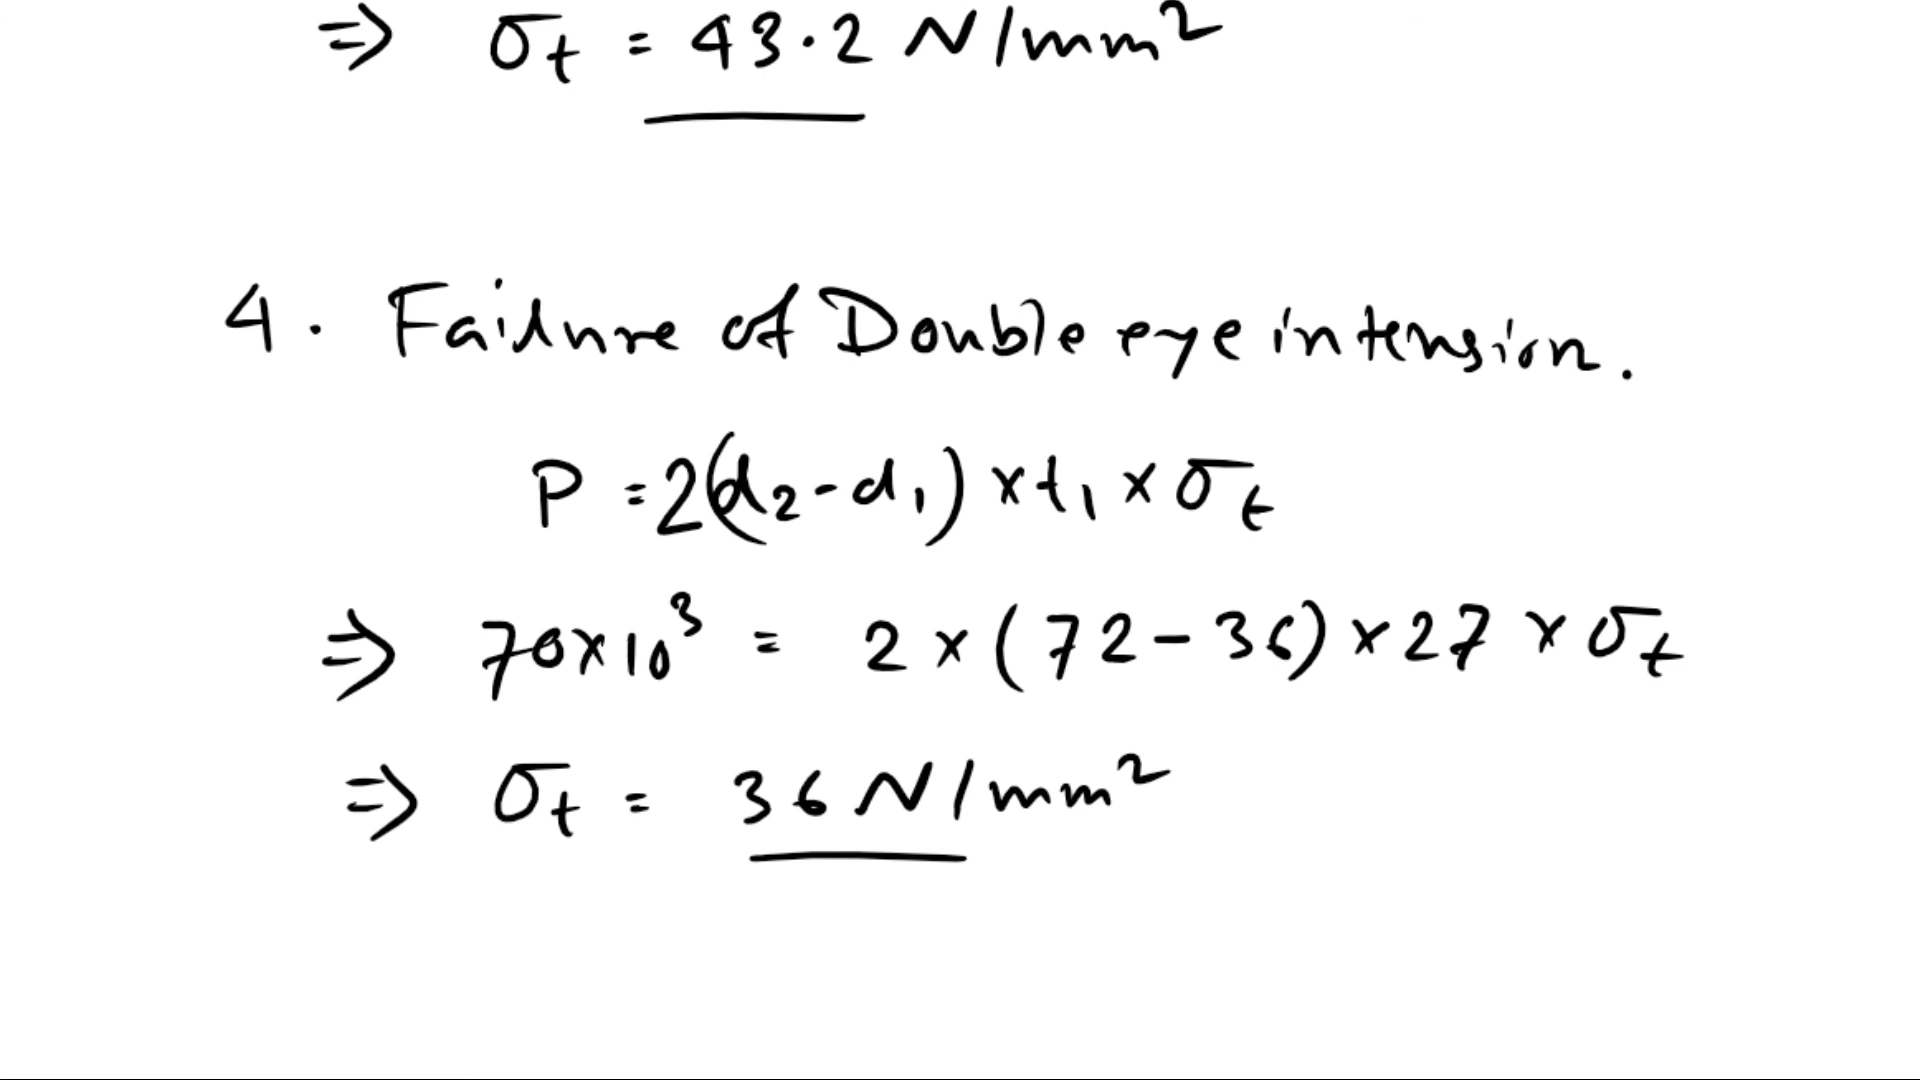 ⇒ σt = 43.2 N/mm²
4. Failure of Double eye in tension.
P = 2(d₂-d₁) × t₁ × σt
⇒ 70×10³ = 2 × (72-36) × 27 × σt
⇒ σt = 36 N/mm²